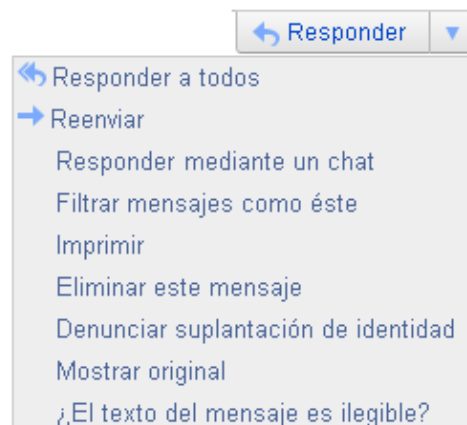 Responder
Responder a todos
Reenviar
Responder mediante un chat
Filtrar mensajes como éste
Imprimir
Eliminar este mensaje
Denunciar suplantación de identidad
Mostrar original
¿El texto del mensaje es ilegible?